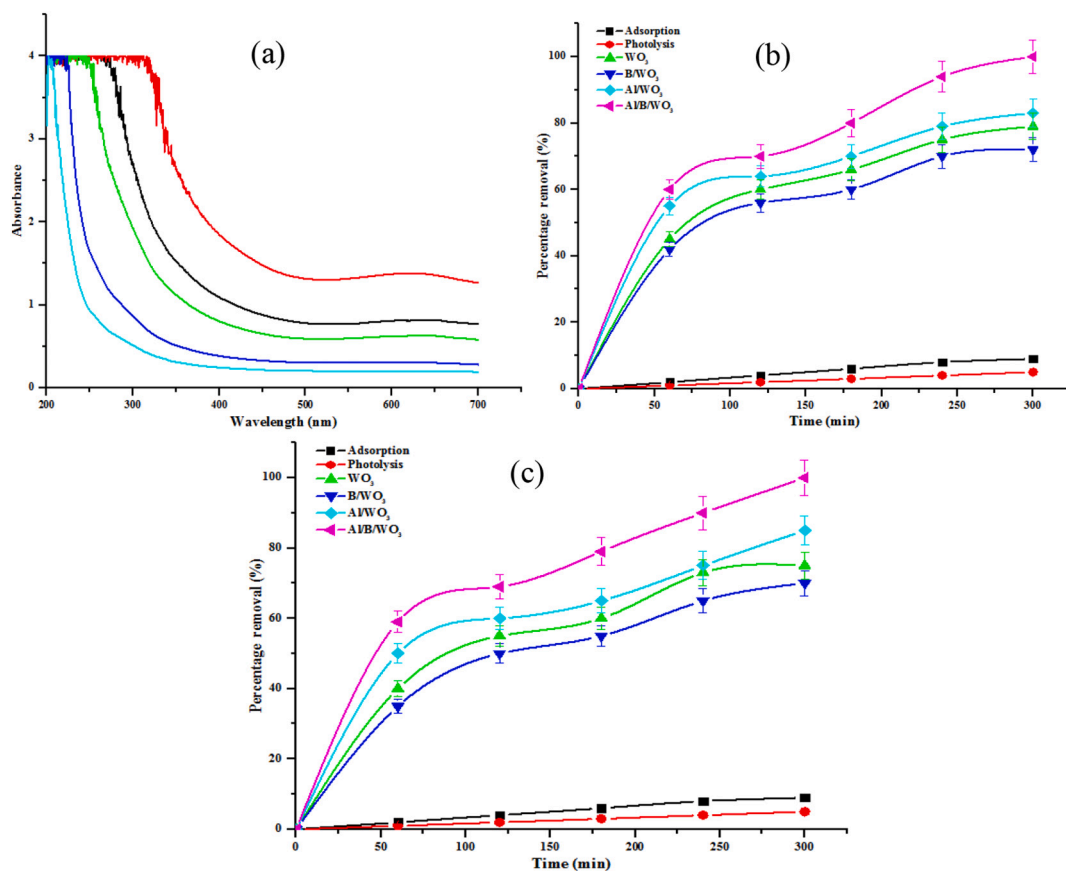 (a)
Absorbance
4
3
2
1
0
200
300
400
500
600
700
Wavelength (nm)
(b)
Adsorption
Photolysis
WO₃
B/WO₃
Al/WO₃
Al/B/WO₃
Percentage removal (%)
100
80
60
40
20
0
0
50
100
150
200
250
300
Time (min)
(c)
Adsorption
Photolysis
WO₃
B/WO₃
Al/WO₃
Al/B/WO₃
Percentage removal (%)
100
80
60
40
20
0
0
50
100
150
200
250
300
Time (min)